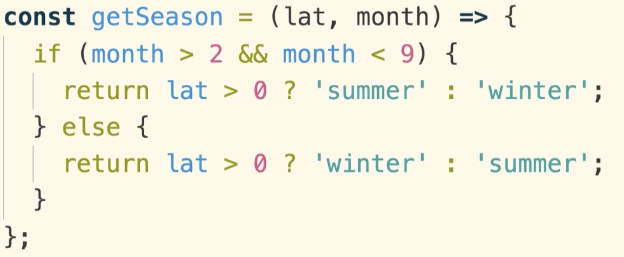 const getSeason = (lat, month) => {
  if (month > 2 && month < 9) {
    return lat > 0 ? 'summer' : 'winter';
  } else {
    return lat > 0 ? 'winter' : 'summer';
  }
};